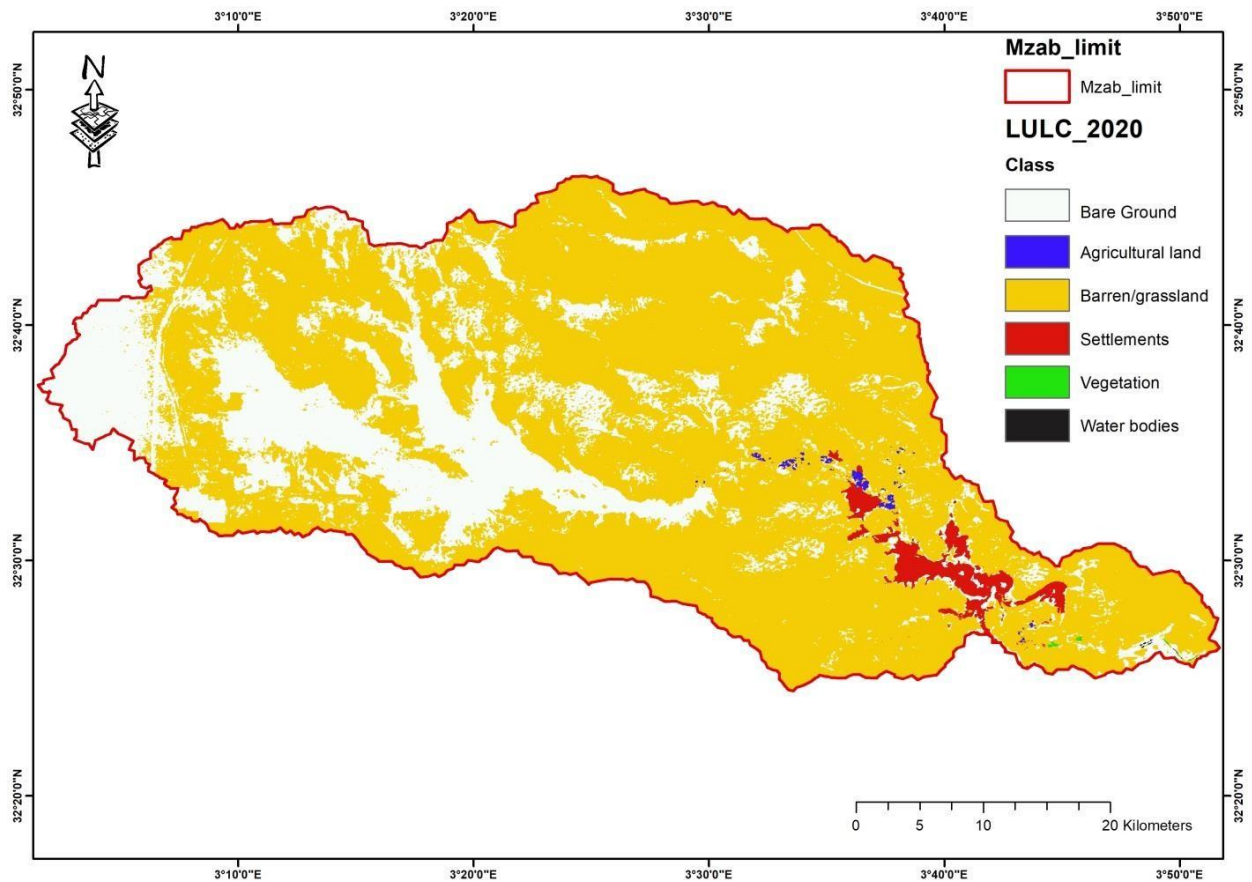 3°10'0"E 3°20'0"E 3°30'0"E 3°40'0"E 3°50'0"E
N
Mzab_limit
Mzab_limit
LULC_2020
Class
Bare Ground
Agricultural land
Barren/grassland
Settlements
Vegetation
Water bodies
32°50'0"N 32°50'0"N
32°40'0"N 32°40'0"N
32°30'0"N 32°30'0"N
32°20'0"N 32°20'0"N
0 5 10 20 Kilometers
3°10'0"E 3°20'0"E 3°30'0"E 3°40'0"E 3°50'0"E